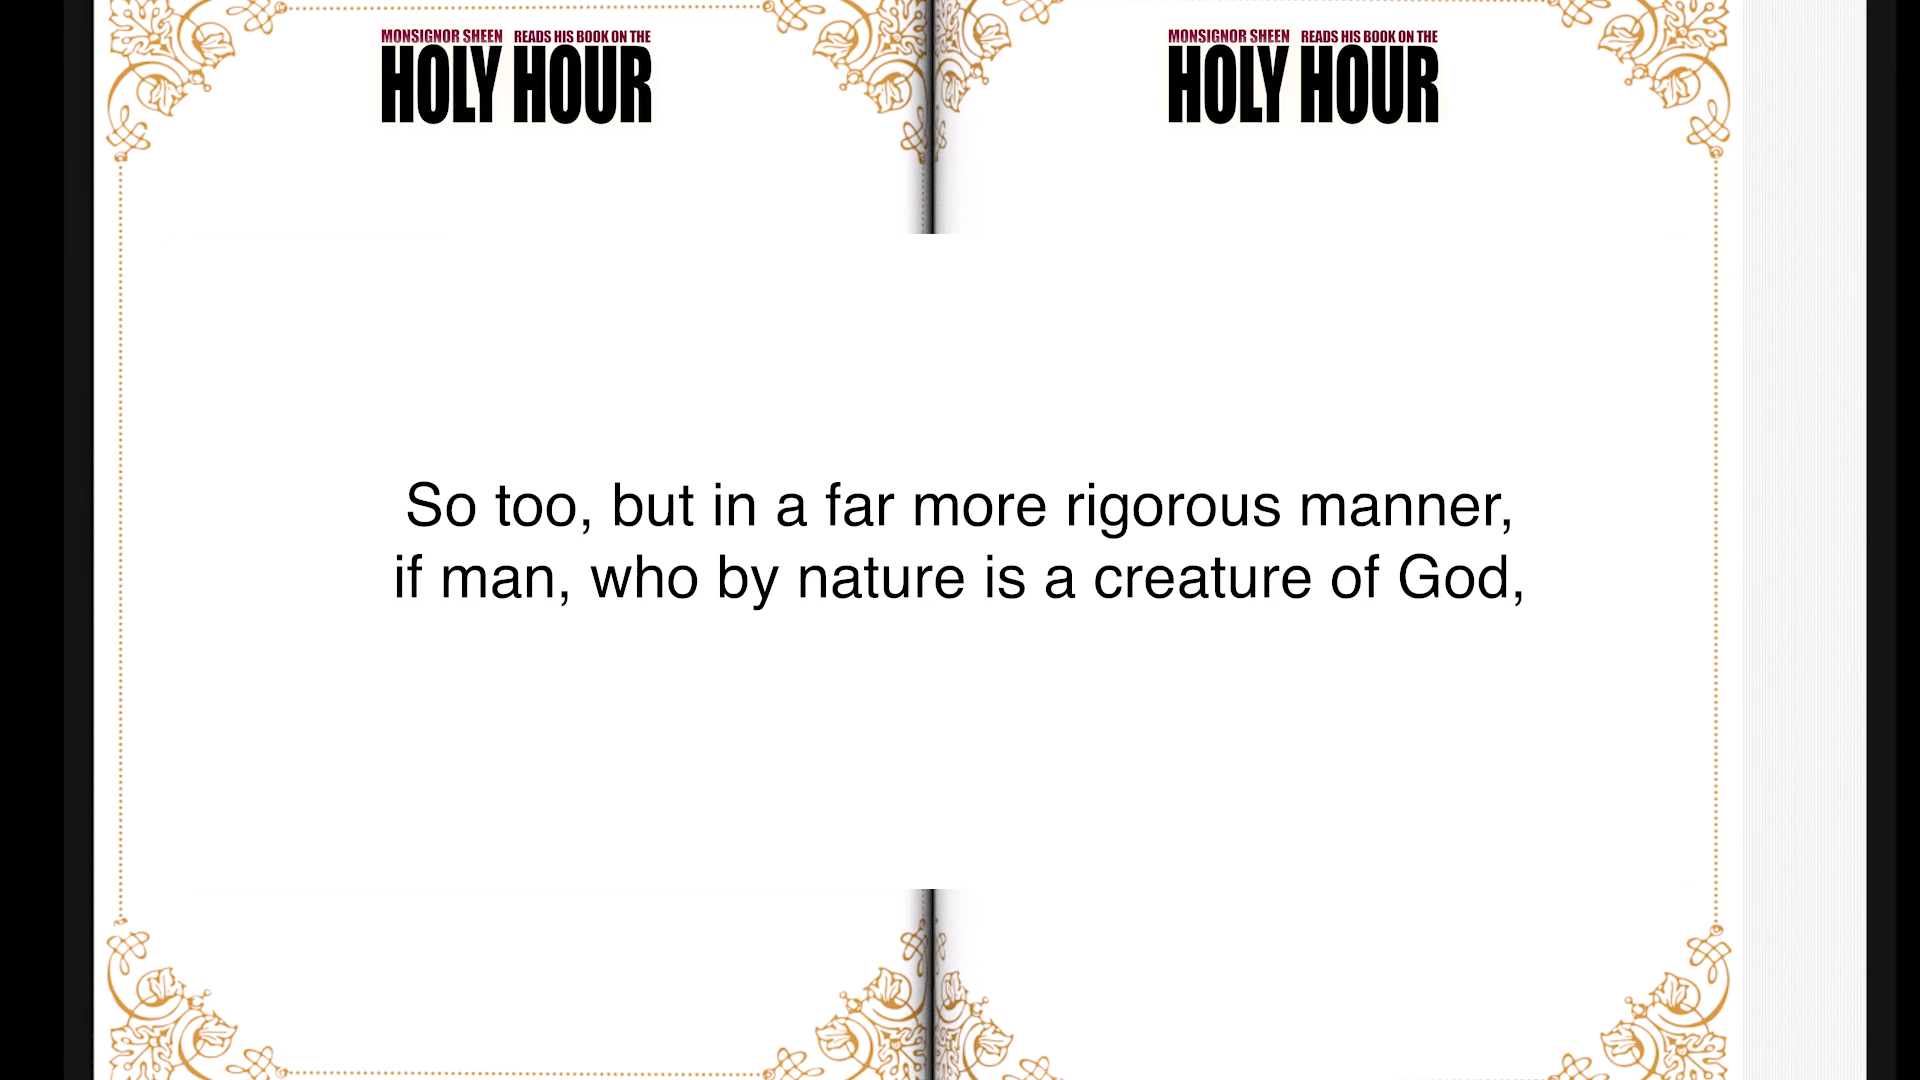 MONSIGNOR SHEEN READS HIS BOOK ON THE
HOLY HOUR
MONSIGNOR SHEEN READS HIS BOOK ON THE
HOLY HOUR
So too, but in a far more rigorous manner,
if man, who by nature is a creature of God,